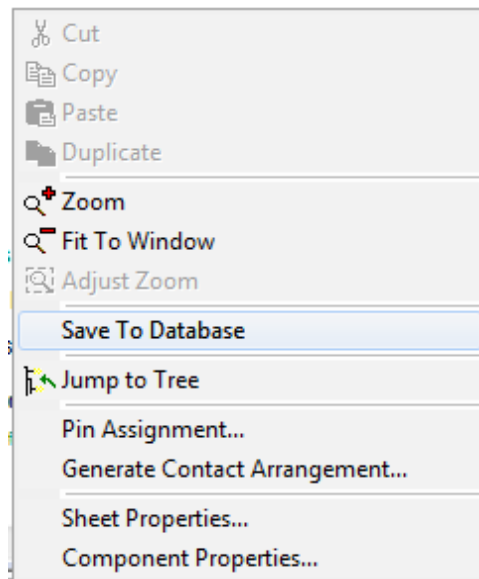 Cut
Copy
Paste
Duplicate
Zoom
Fit To Window
Adjust Zoom
Save To Database
Jump to Tree
Pin Assignment...
Generate Contact Arrangement...
Sheet Properties...
Component Properties...